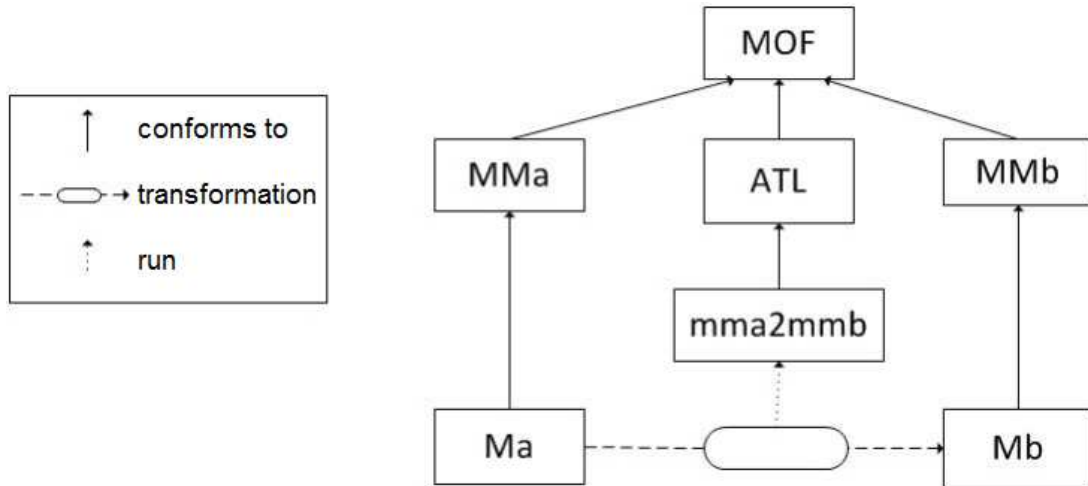 MOF
conforms to
MMa
ATL
MMb
transformation
run
mma2mmb
Ma
Mb